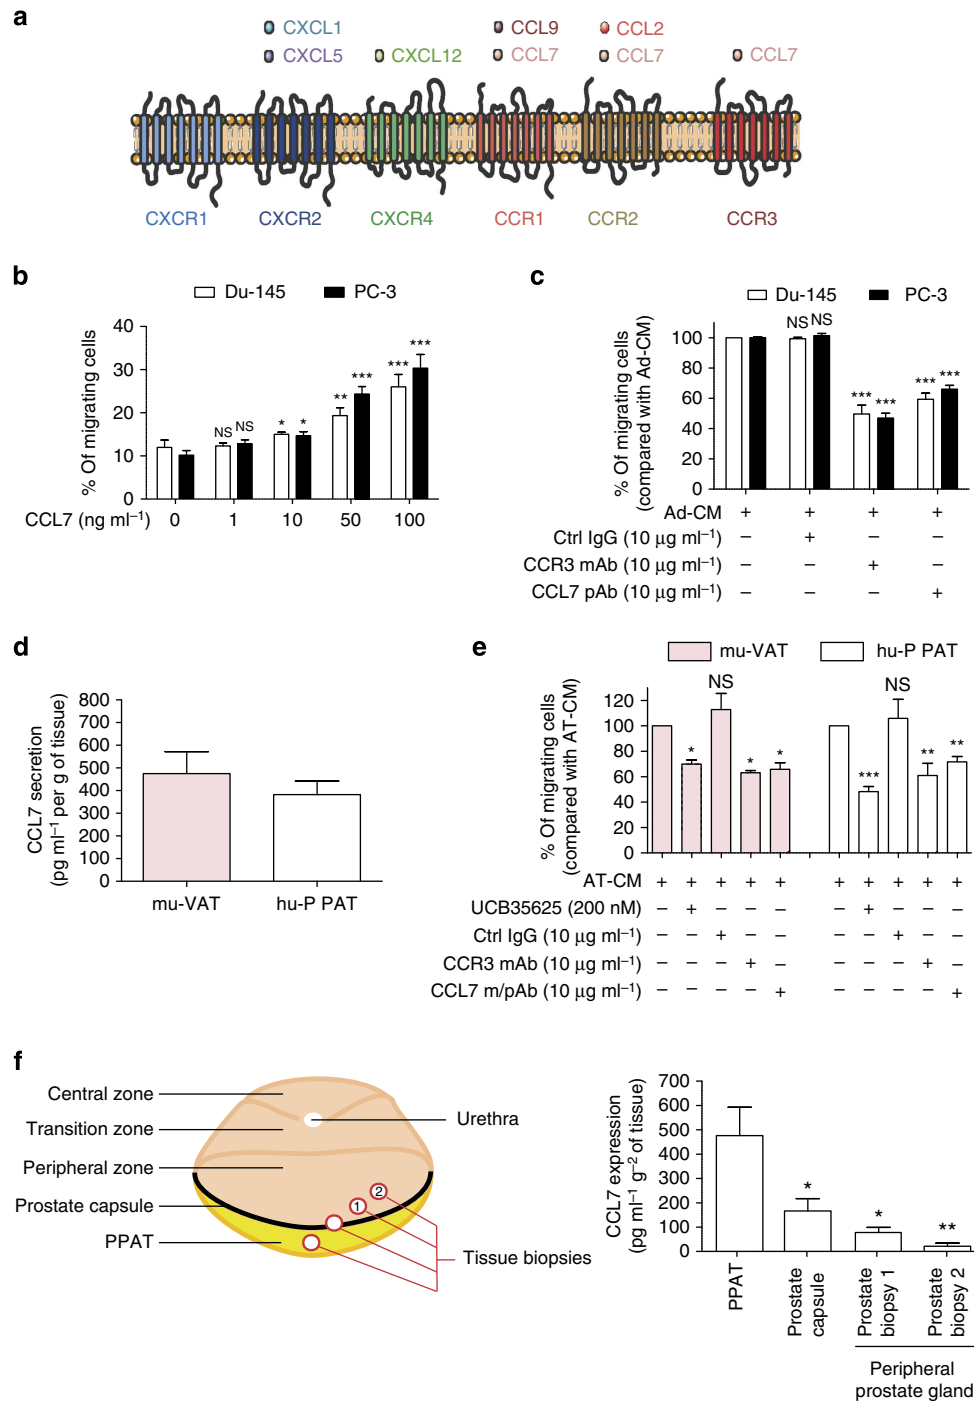 a
CXCL1 CCL9 CCL2
CXCL5 CXCL12 CCL7 CCL7 CCL7
CXCR1 CXCR2 CXCR4 CCR1 CCR2 CCR3
b
Du-145 PC-3
% Of migrating cells
40
30
20
10
0
NS NS * * ** *** *** ***
CCL7 (ng ml⁻¹) 0 1 10 50 100
c
Du-145 PC-3
% Of migrating cells
(compared with Ad-CM)
100
80
60
40
20
0
NS NS *** *** *** ***
Ad-CM + + + +
Ctrl IgG (10 µg ml⁻¹) – + – –
CCR3 mAb (10 µg ml⁻¹) – – + –
CCL7 pAb (10 µg ml⁻¹) – – – +
d
CCL7 secretion
(pg ml⁻¹ per g of tissue)
800
700
600
500
400
300
200
100
0
mu-VAT hu-P PAT
e
mu-VAT hu-P PAT
% Of migrating cells
(compared with AT-CM)
120
100
80
60
40
20
0
* NS * * *** NS ** **
AT-CM + + + + + + + + + +
UCB35625 (200 nM) – + – – – – + – – –
Ctrl IgG (10 µg ml⁻¹) – – + – – – – + – –
CCR3 mAb (10 µg ml⁻¹) – – – + – – – – + –
CCL7 m/pAb (10 µg ml⁻¹) – – – – + – – – – +
f
Central zone
Transition zone
Peripheral zone
Prostate capsule
PPAT
Urethra
2
1
Tissue biopsies
CCL7 expression
(pg ml⁻¹ g⁻² of tissue)
700
600
500
400
300
200
100
0
* * **
PPAT
Prostate
capsule
Prostate
biopsy 1
Prostate
biopsy 2
Peripheral
prostate gland